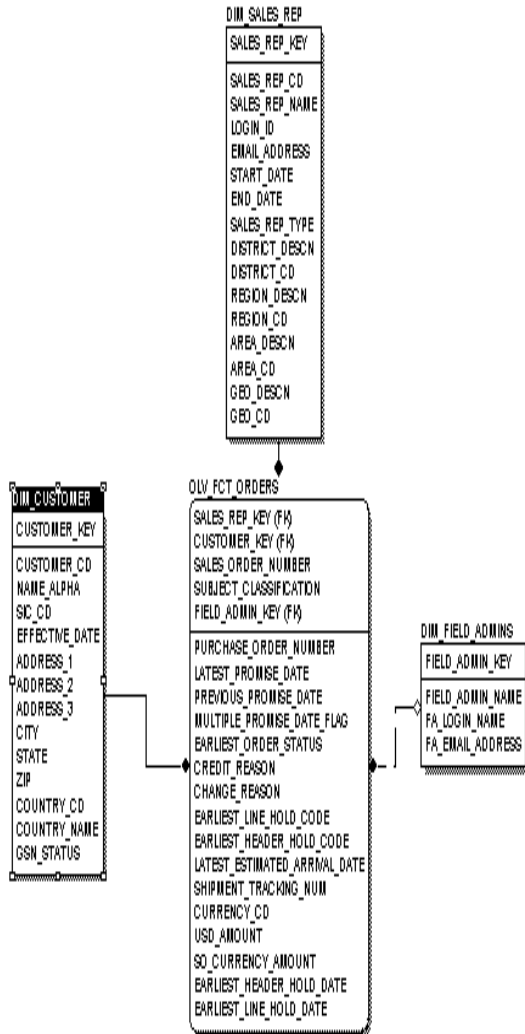 DIM_SALES_REP
SALES_REP_KEY
SALES_REP_CD
SALES_REP_NAME
LOGIN_ID
EMAIL_ADDRESS
START_DATE
END_DATE
SALES_REP_TYPE
DISTRICT_DESCN
DISTRICT_CD
REGION_DESCN
REGION_CD
AREA_DESCN
AREA_CD
GEO_DESCN
GEO_CD
DIM_CUSTOMER
CUSTOMER_KEY
CUSTOMER_CD
NAME_ALPHA
SIC_CD
EFFECTIVE_DATE
ADDRESS_1
ADDRESS_2
ADDRESS_3
CITY
STATE
ZIP
COUNTRY_CD
COUNTRY_NAME
GSN_STATUS
OLV_FCT_ORDERS
SALES_REP_KEY (FK)
CUSTOMER_KEY (FK)
SALES_ORDER_NUMBER
SUBJECT_CLASSIFICATION
FIELD_ADMIN_KEY (FK)
PURCHASE_ORDER_NUMBER
LATEST_PROMISE_DATE
PREVIOUS_PROMISE_DATE
MULTIPLE_PROMISE_DATE_FLAG
EARLIEST_ORDER_STATUS
CREDIT_REASON
CHANGE_REASON
EARLIEST_LINE_HOLD_CODE
EARLIEST_HEADER_HOLD_CODE
LATEST_ESTIMATED_ARRIVAL_DATE
SHIPMENT_TRACKING_NUM
CURRENCY_CD
USD_AMOUNT
SO_CURRENCY_AMOUNT
EARLIEST_HEADER_HOLD_DATE
EARLIEST_LINE_HOLD_DATE
DIM_FIELD_ADMINS
FIELD_ADMIN_KEY
FIELD_ADMIN_NAME
FA_LOGIN_NAME
FA_EMAIL_ADDRESS